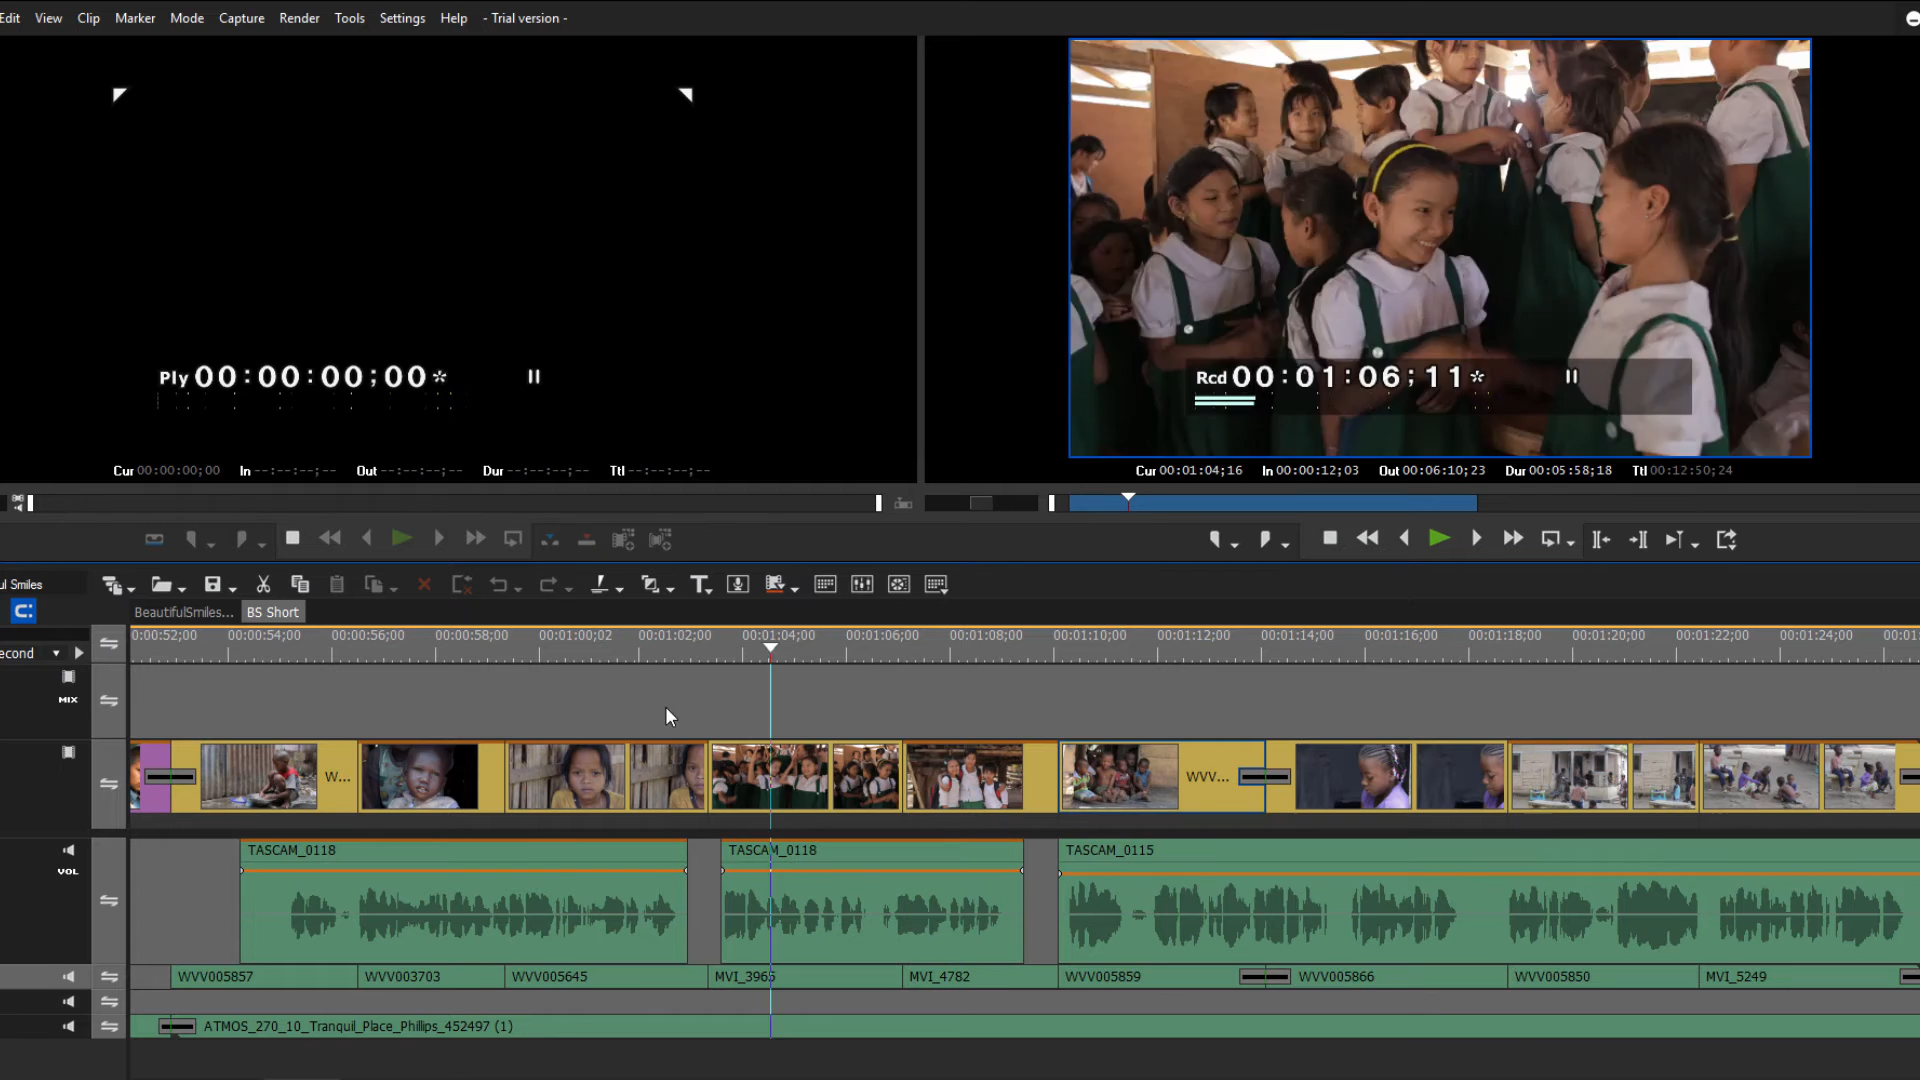 Edit View Clip Marker Mode Capture Render Tools Settings Help - Trial version -
Ply 00:00:00;00*
Rcd 00:01:06;11*
Cur 00:00:00;00 In --:--:--;-- Out --:--:--;-- Dur --:--:--;-- Ttl --:--:--;--
Cur 00:01:04;16 In 00:00:12;03 Out 00:06:10;23 Dur 00:05:58;18 Ttl 00:12:50;24
ful Smiles
BeautifulSmiles... BS Short
0:00:52;00 00:00:54;00 00:00:56;00 00:00:58;00 00:01:00;02 00:01:02;00 00:01:04;00 00:01:06;00 00:01:08;00 00:01:10;00 00:01:12;00 00:01:14;00 00:01:16;00 00:01:18;00 00:01:20;00 00:01:22;00 00:01:24;00
econd
MIX
W... WVV...
TASCAM_0118 TASCAM_0118 TASCAM_0115
VOL
WVV005857 WVV003703 WVV005645 MVI_3965 MVI_4782 WVV005859 WVV005866 WVV005850 MVI_5249
ATMOS_270_10_Tranquil_Place_Phillips_452497 (1)